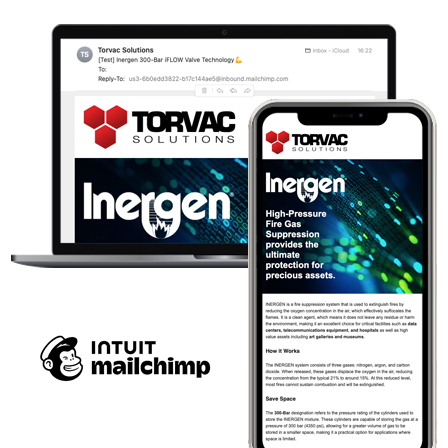 TS
Torvac Solutions
Inbox - iCloud
16:22
[Test] Inergen 300-Bar iFLOW Valve Technology💪
To:
Reply-To: us3-6b0edd3822-b17c144ae5@inbound.mailchimp.com
TORVAC
SOLUTIONS
Inergen
TORVAC
SOLUTIONS
Inergen
High-Pressure
Fire Gas
Suppression
provides the
ultimate
protection for
precious assets.
INERGEN is a fire suppression system that is used to extinguish fires by
reducing the oxygen concentration in the air, which effectively suffocates the
flames. It is a clean agent, which means it does not leave any residue or harm
the environment, making it an excellent choice for critical facilities such as data
centers, telecommunications equipment, and hospitals as well as high
value assets including art galleries and museums.
How it Works
The INERGEN system consists of three gases: nitrogen, argon, and carbon
dioxide. When released, these gases displace the oxygen in the air, reducing
the concentration from the typical 21% to around 15%. At this reduced level,
most fires cannot sustain combustion and will be extinguished.
Save Space
The 300-Bar designation refers to the pressure rating of the cylinders used to
store the INERGEN mixture. These cylinders are capable of storing the gas at a
pressure of 300 bar (4350 psi), allowing for a greater volume of gas to be
stored in a smaller space, making it a practical option for applications where
space is limited.
INTUIT
mailchimp